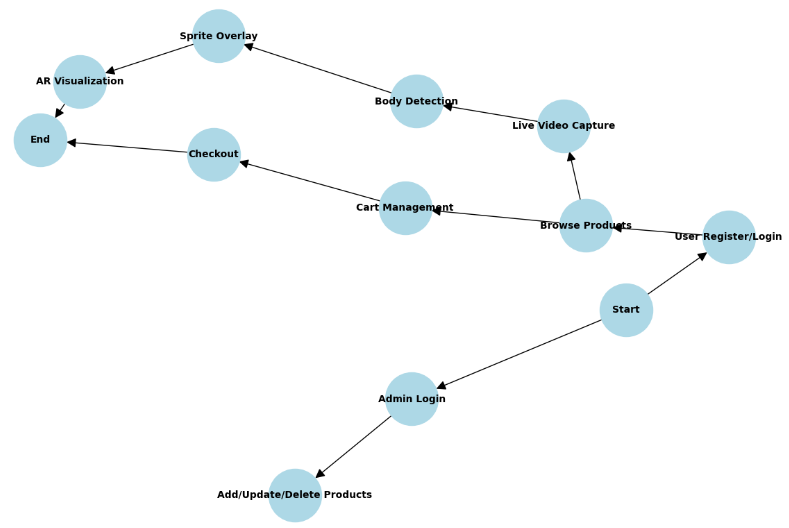 Sprite Overlay
AR Visualization
Body Detection
Live Video Capture
End
Checkout
Cart Management
Browse Products
User Register/Login
Start
Admin Login
Add/Update/Delete Products